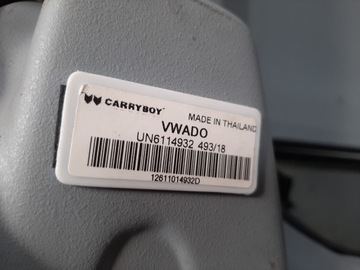 CARRYBOY MADE IN THAILAND
VWADO
UN6114932 493/18
12611014932D